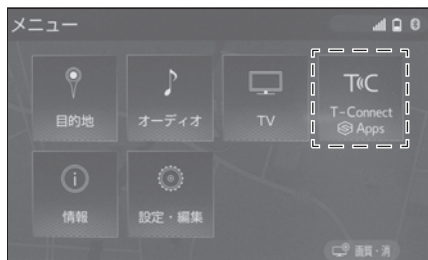 メニュー
目的地
オーディオ
TV
T C
T-Connect
Apps
情報
設定・編集
画質・消